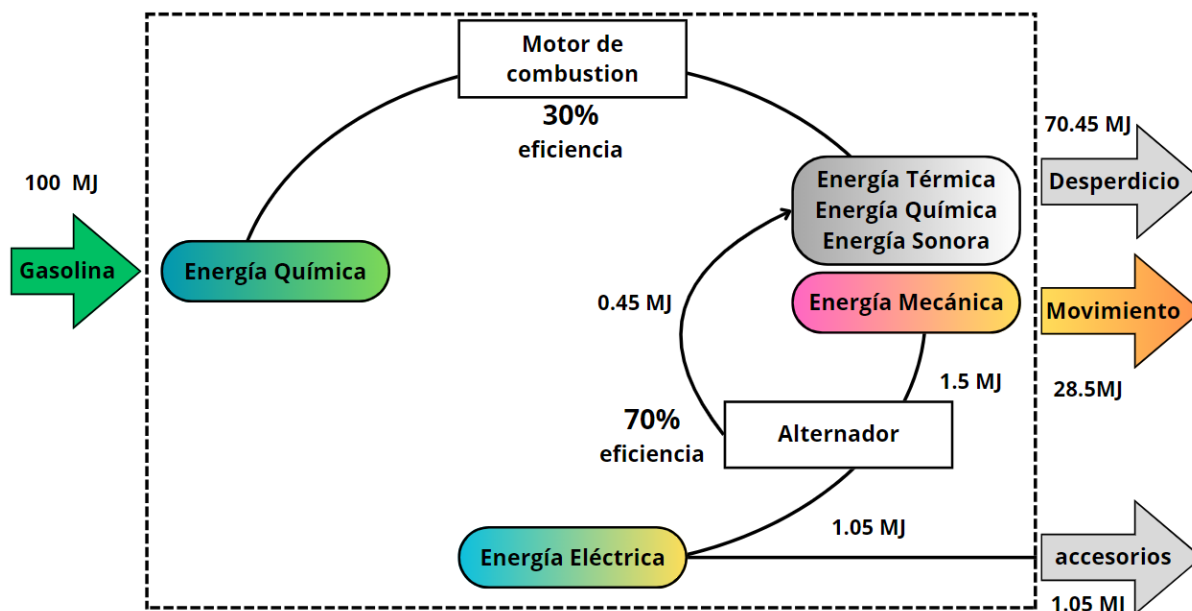 Motor de
combustion
30%
eficiencia
100 MJ
Gasolina
Energía Química
Energía Térmica
Energía Química
Energía Sonora
70.45 MJ
Desperdicio
Energía Mecánica
Movimiento
28.5MJ
0.45 MJ
1.5 MJ
70%
eficiencia
Alternador
1.05 MJ
Energía Eléctrica
accesorios
1.05 MJ